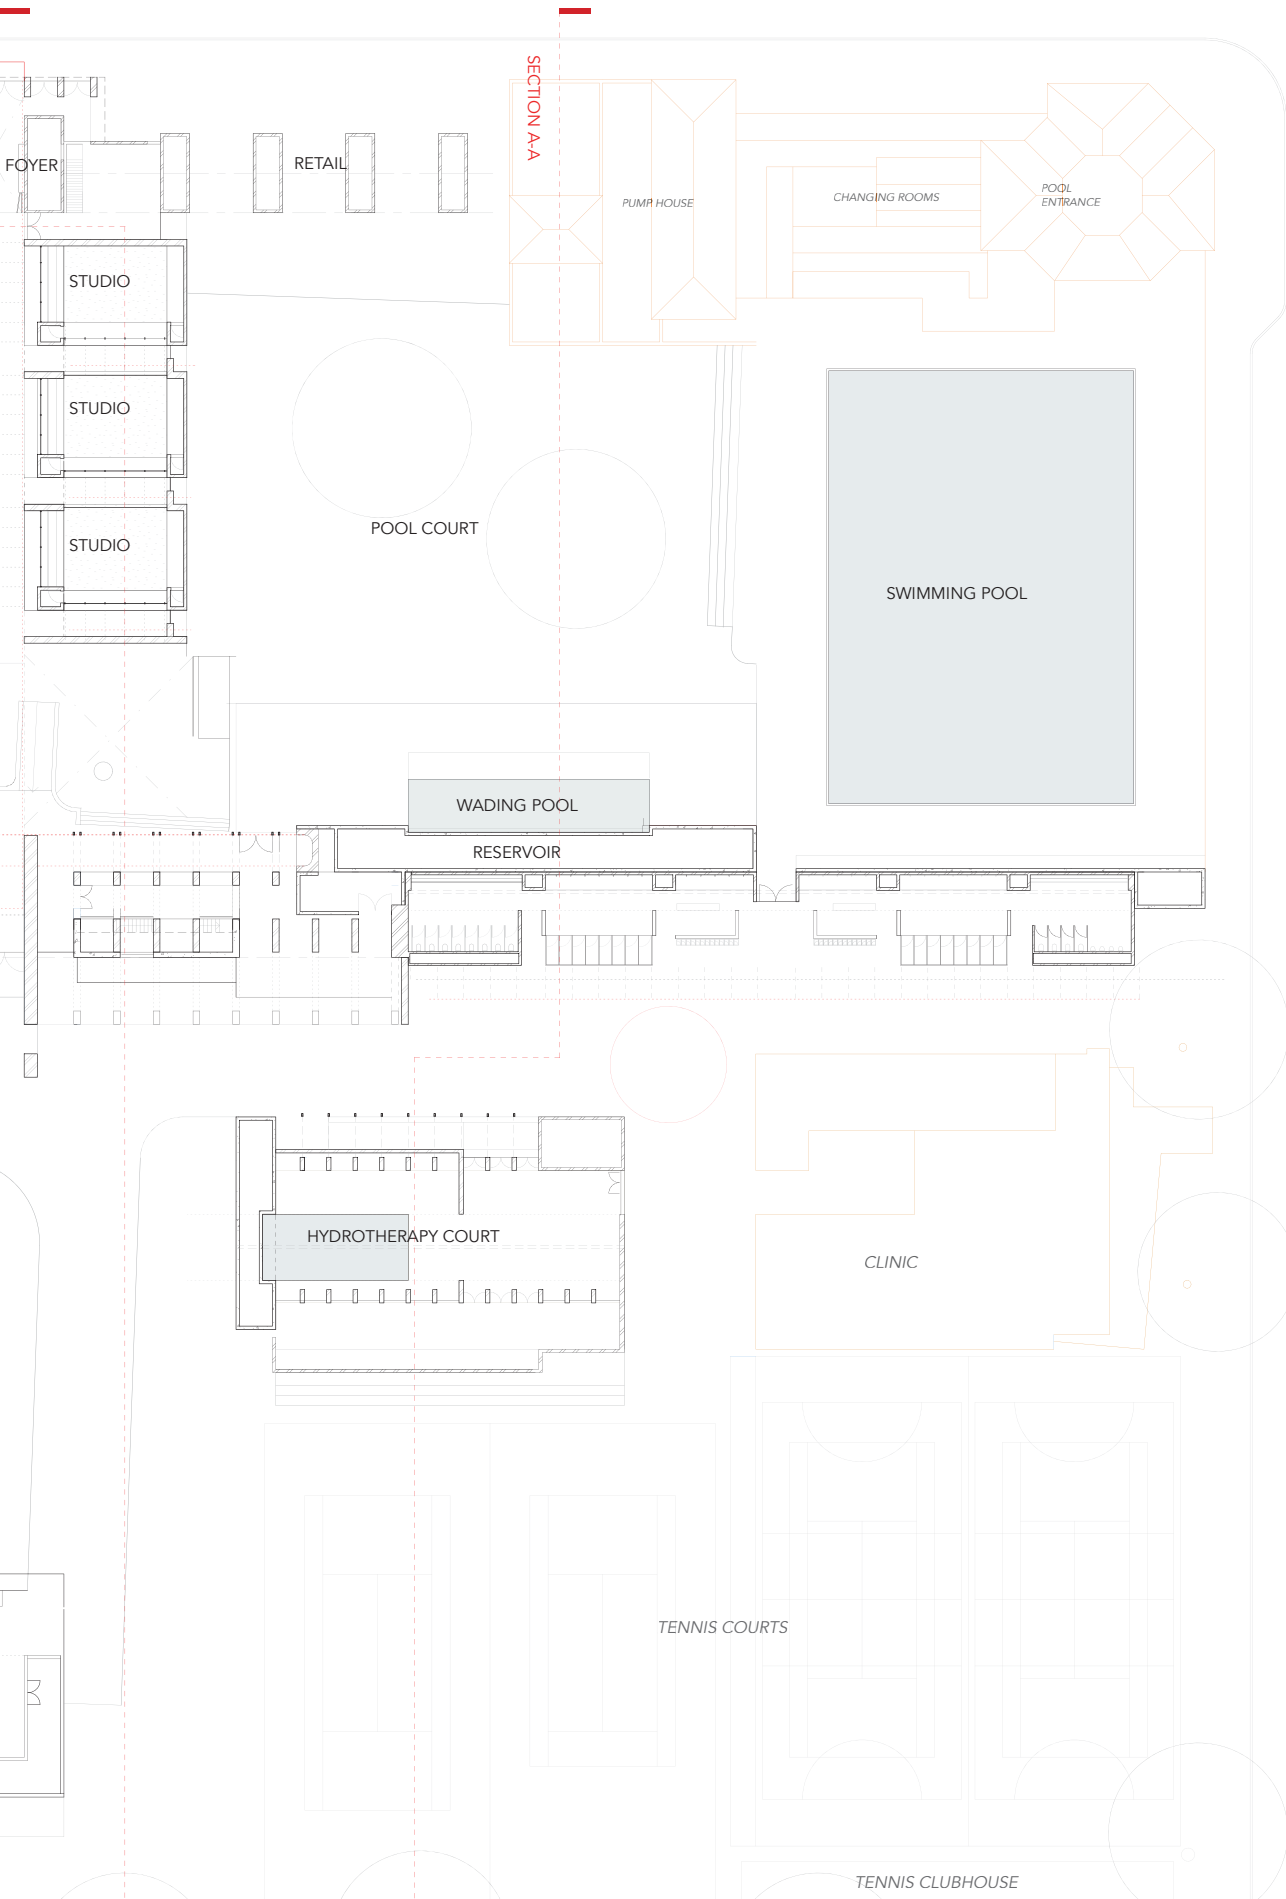 SECTION A-A
FOYER
RETAIL
PUMP HOUSE
CHANGING ROOMS
POOL
ENTRANCE
STUDIO
STUDIO
STUDIO
POOL COURT
SWIMMING POOL
WADING POOL
RESERVOIR
HYDROTHERAPY COURT
CLINIC
TENNIS COURTS
TENNIS CLUBHOUSE